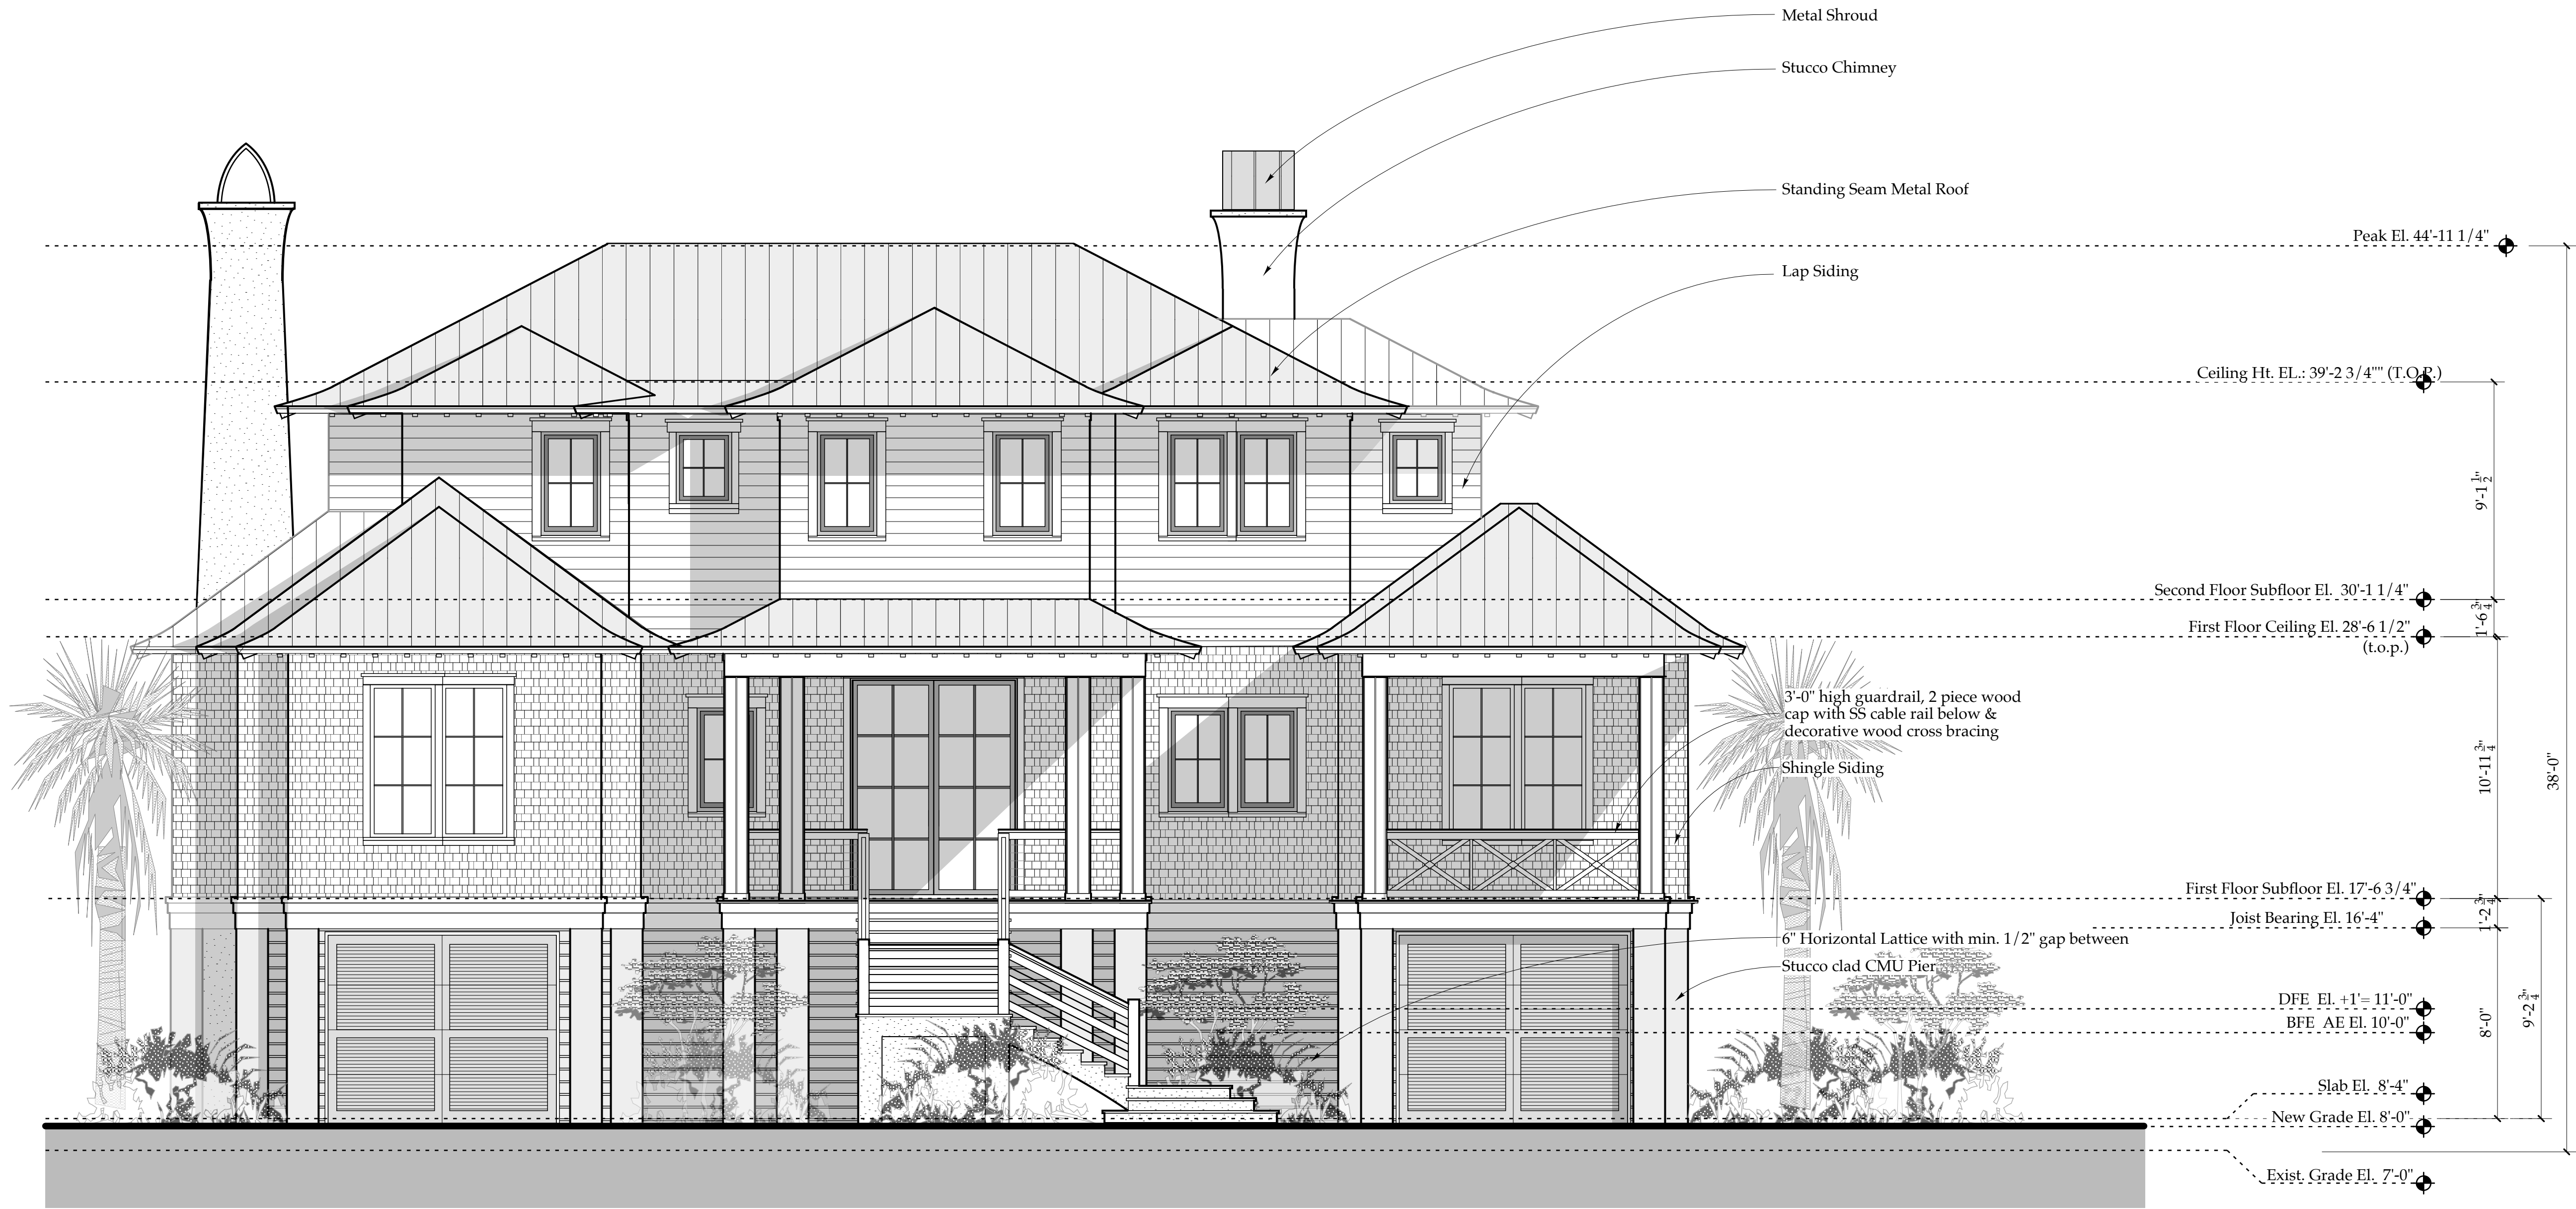 Metal Shroud
Stucco Chimney
Standing Seam Metal Roof
Peak El. 44'-11 1/4"
Lap Siding
Ceiling Ht. EL.: 39'-2 3/4"" (T.O.P.)
9'-1 1/2"
Second Floor Subfloor El. 30'-1 1/4"
1'-6 3/4"
First Floor Ceiling El. 28'-6 1/2"
(t.o.p.)
3'-0" high guardrail, 2 piece wood
cap with SS cable rail below &
decorative wood cross bracing
10'-11 3/4"
38'-0"
Shingle Siding
First Floor Subfloor El. 17'-6 3/4"
1'-2 3/4"
Joist Bearing El. 16'-4"
6" Horizontal Lattice with min. 1/2" gap between
Stucco clad CMU Pier
DFE El. +1'= 11'-0"
BFE AE El. 10'-0"
8'-0"
9'-2 3/4"
Slab El. 8'-4"
New Grade El. 8'-0"
Exist. Grade El. 7'-0"